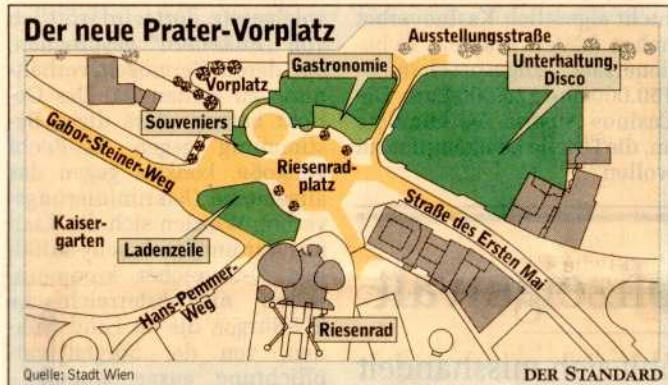 Der neue Prater-Vorplatz
Ausstellungsstraße
Gastronomie
Unterhaltung,
Disco
Vorplatz
Souveniers
Gabor-Steiner-Weg
Riesenrad-
platz
Straße des Ersten Mai
Kaiser-
garten
Ladenzeile
Hans-Pemmer-
Weg
Riesenrad
Quelle: Stadt Wien
DER STANDARD